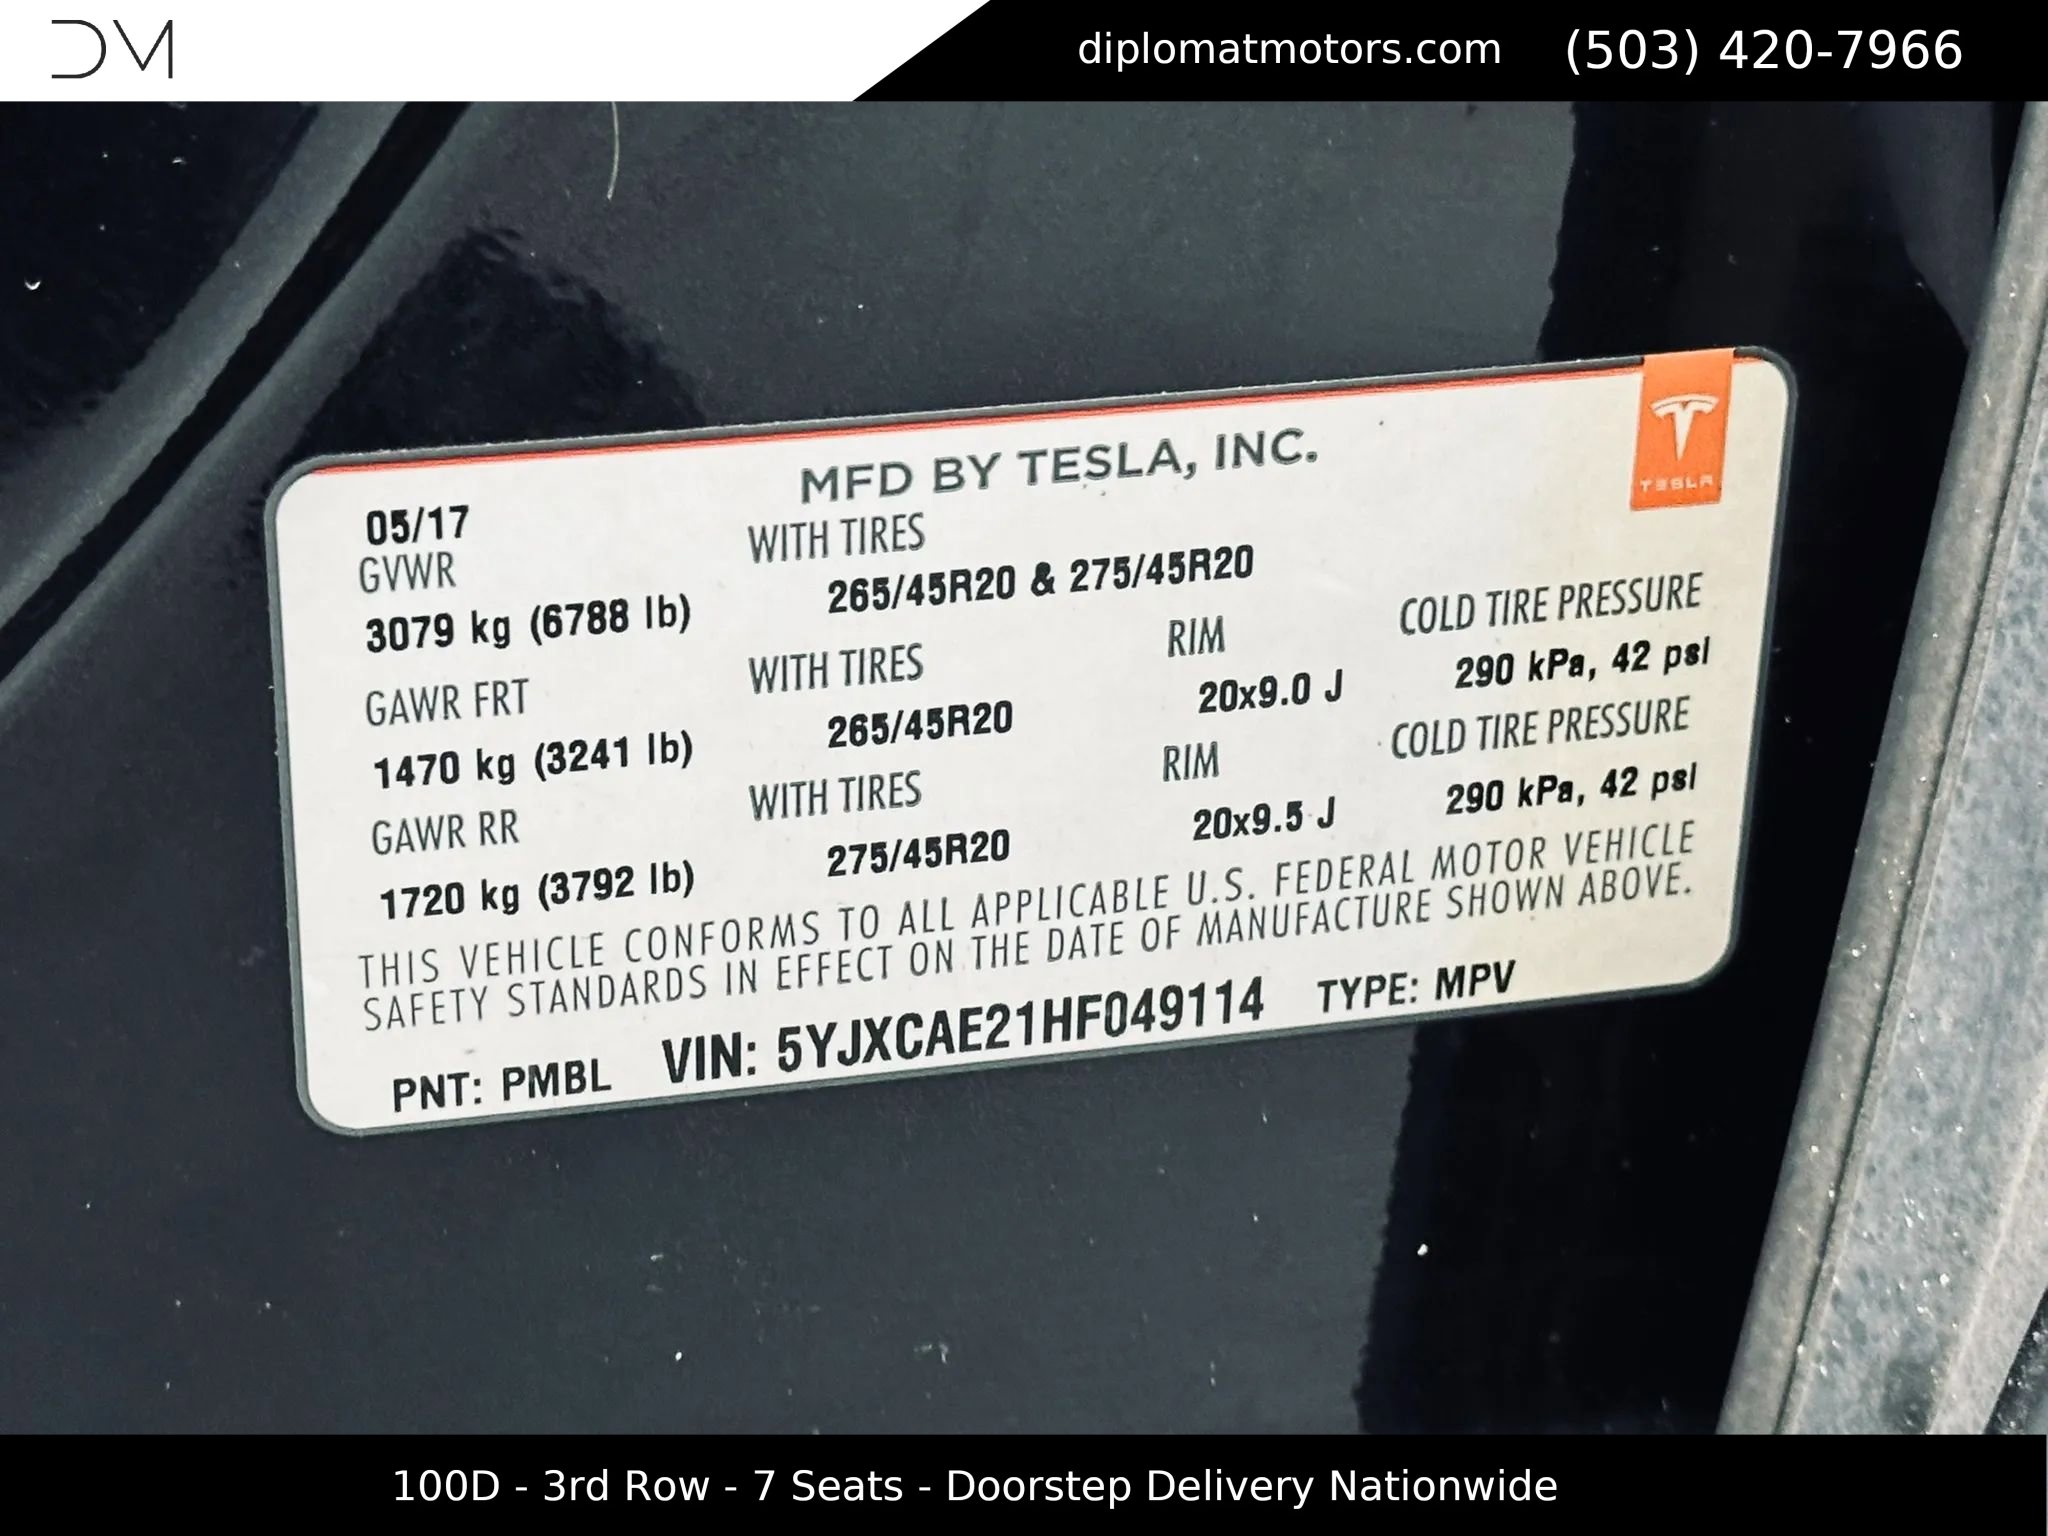 DM
diplomatmotors.com (503) 420-7966
MFD BY TESLA, INC.
TESLA
05/17
GVWR WITH TIRES
3079 kg (6788 lb) 265/45R20 & 275/45R20
GAWR FRT WITH TIRES RIM COLD TIRE PRESSURE
1470 kg (3241 lb) 265/45R20 20x9.0 J 290 kPa, 42 psi
GAWR RR WITH TIRES RIM COLD TIRE PRESSURE
1720 kg (3792 lb) 275/45R20 20x9.5 J 290 kPa, 42 psi
THIS VEHICLE CONFORMS TO ALL APPLICABLE U.S. FEDERAL MOTOR VEHICLE
SAFETY STANDARDS IN EFFECT ON THE DATE OF MANUFACTURE SHOWN ABOVE.
PNT: PMBL VIN: 5YJXCAE21HF049114 TYPE: MPV
100D - 3rd Row - 7 Seats - Doorstep Delivery Nationwide